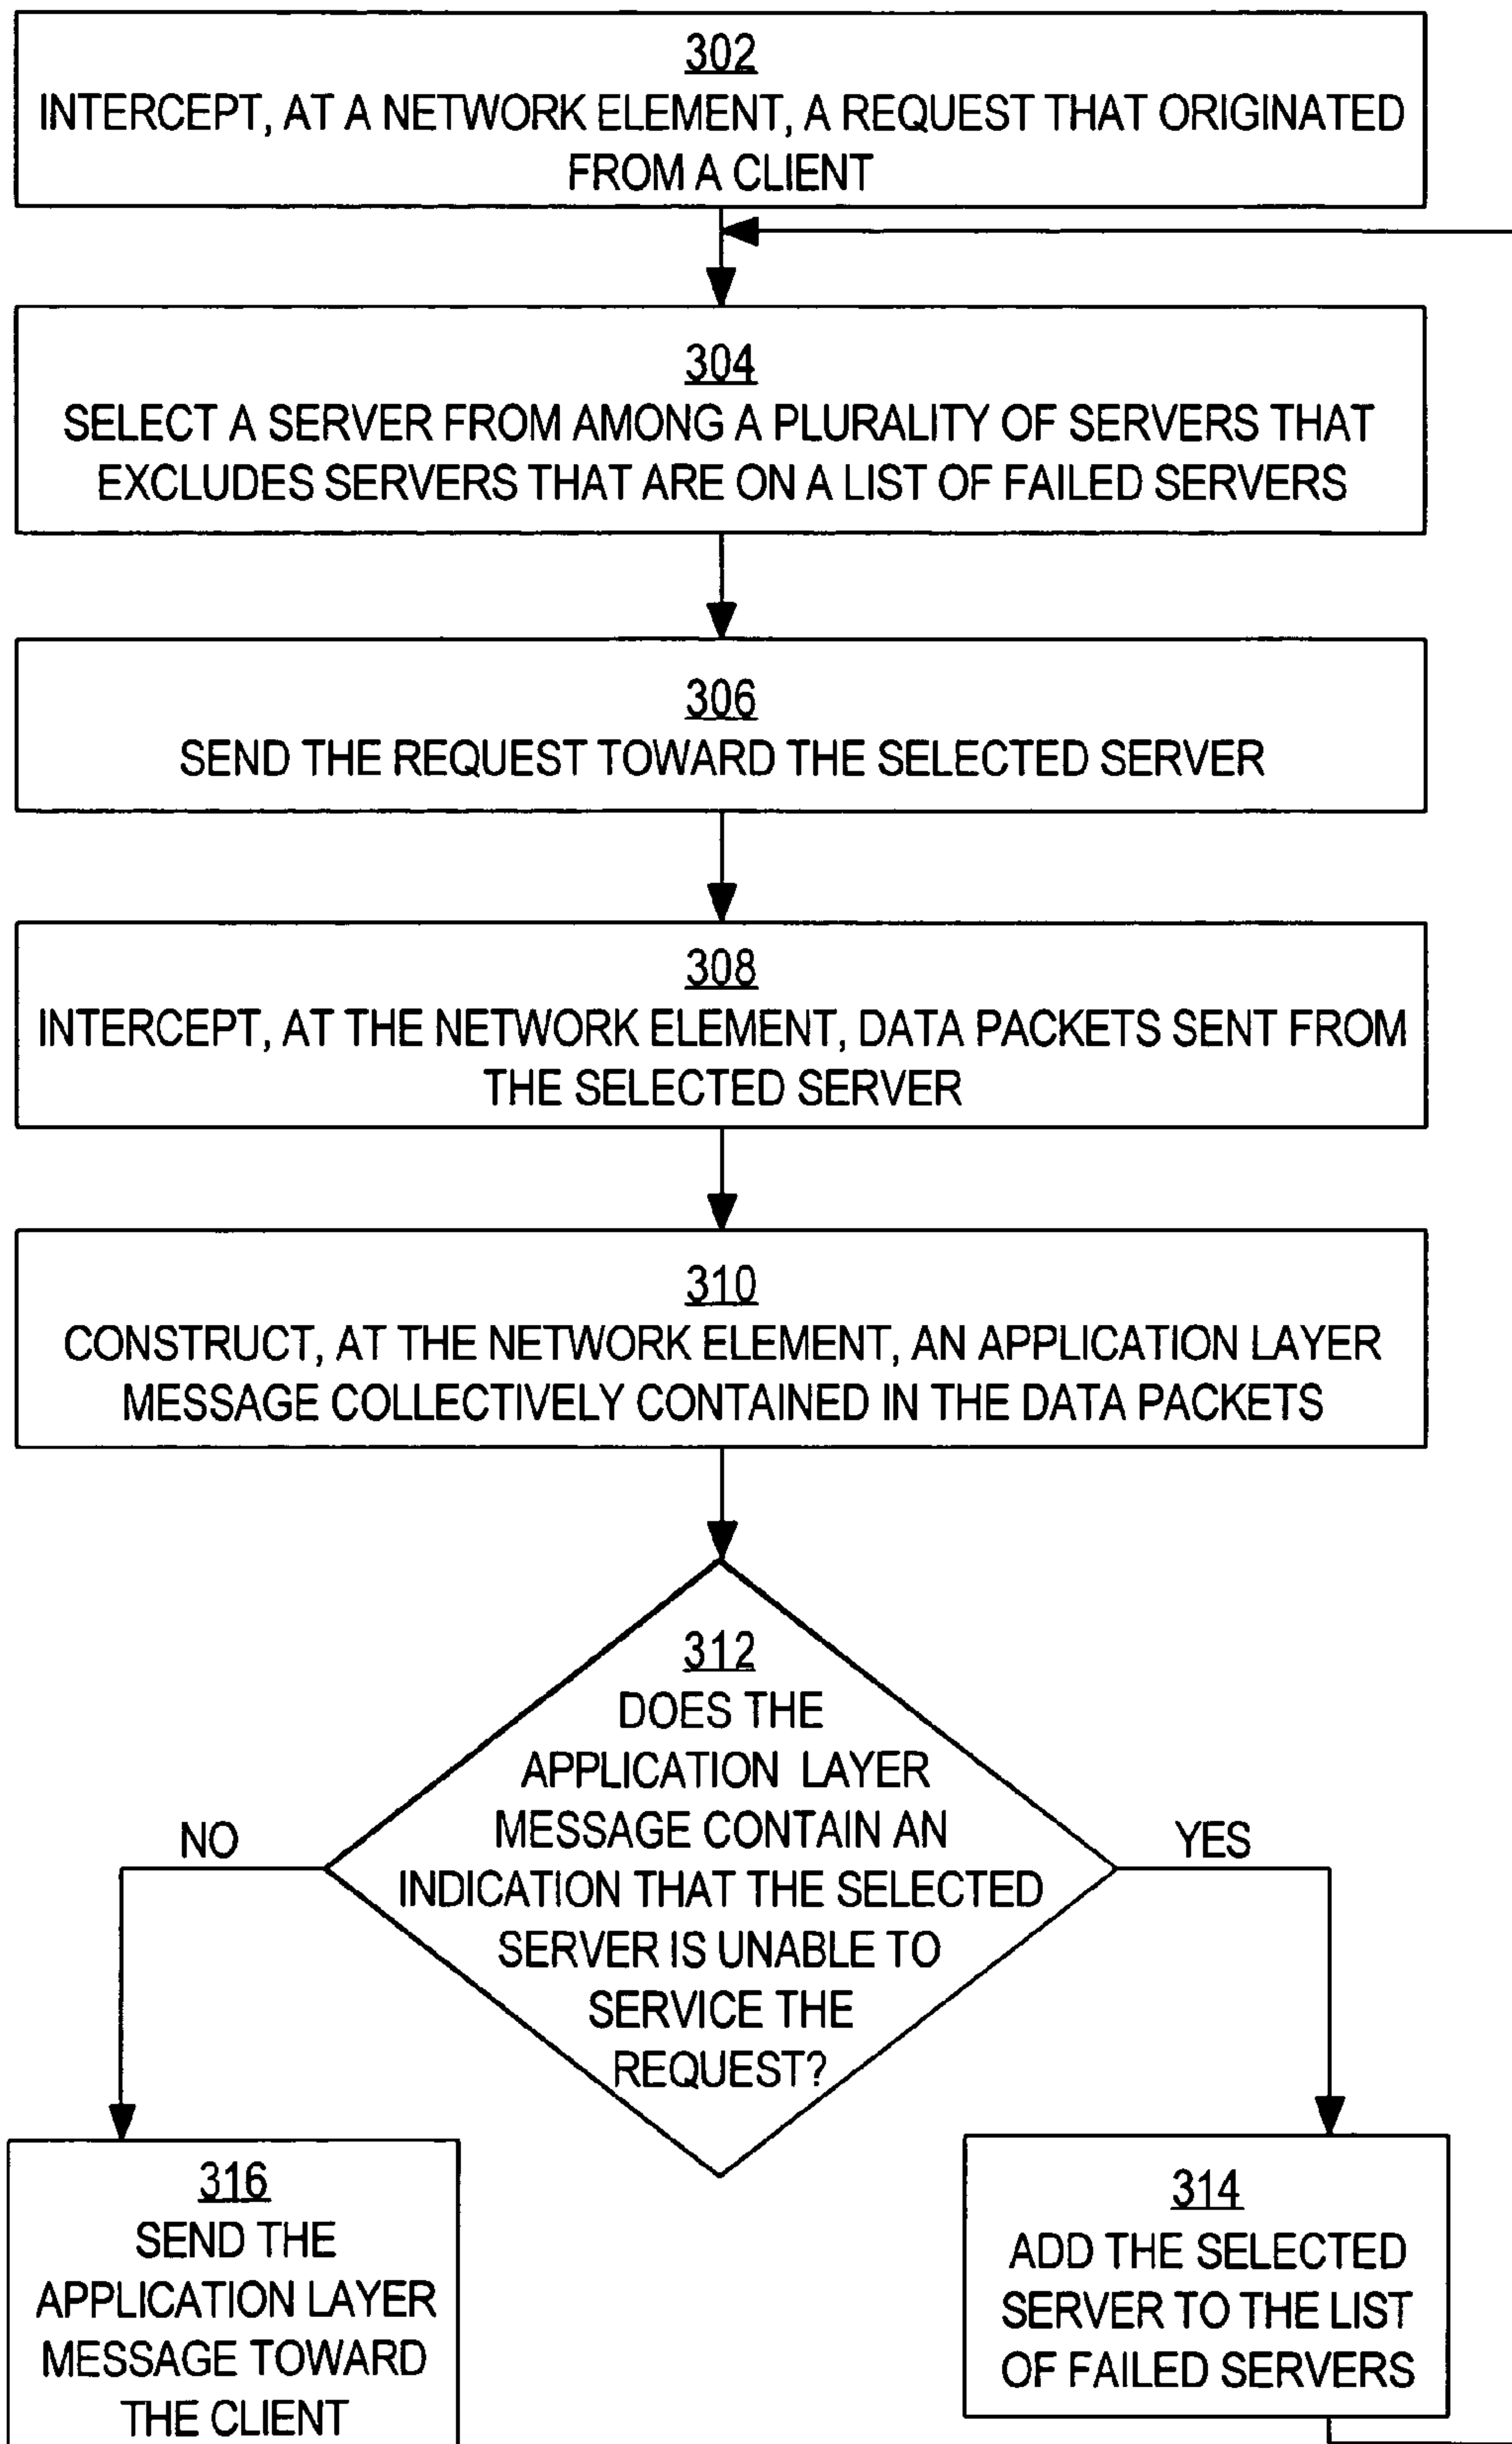 302
INTERCEPT, AT A NETWORK ELEMENT, A REQUEST THAT ORIGINATED
FROM A CLIENT
304
SELECT A SERVER FROM AMONG A PLURALITY OF SERVERS THAT
EXCLUDES SERVERS THAT ARE ON A LIST OF FAILED SERVERS
306
SEND THE REQUEST TOWARD THE SELECTED SERVER
308
INTERCEPT, AT THE NETWORK ELEMENT, DATA PACKETS SENT FROM
THE SELECTED SERVER
310
CONSTRUCT, AT THE NETWORK ELEMENT, AN APPLICATION LAYER
MESSAGE COLLECTIVELY CONTAINED IN THE DATA PACKETS
312
DOES THE
APPLICATION LAYER
MESSAGE CONTAIN AN
INDICATION THAT THE SELECTED
SERVER IS UNABLE TO
SERVICE THE
REQUEST?
NO
YES
316
SEND THE
APPLICATION LAYER
MESSAGE TOWARD
THE CLIENT
314
ADD THE SELECTED
SERVER TO THE LIST
OF FAILED SERVERS